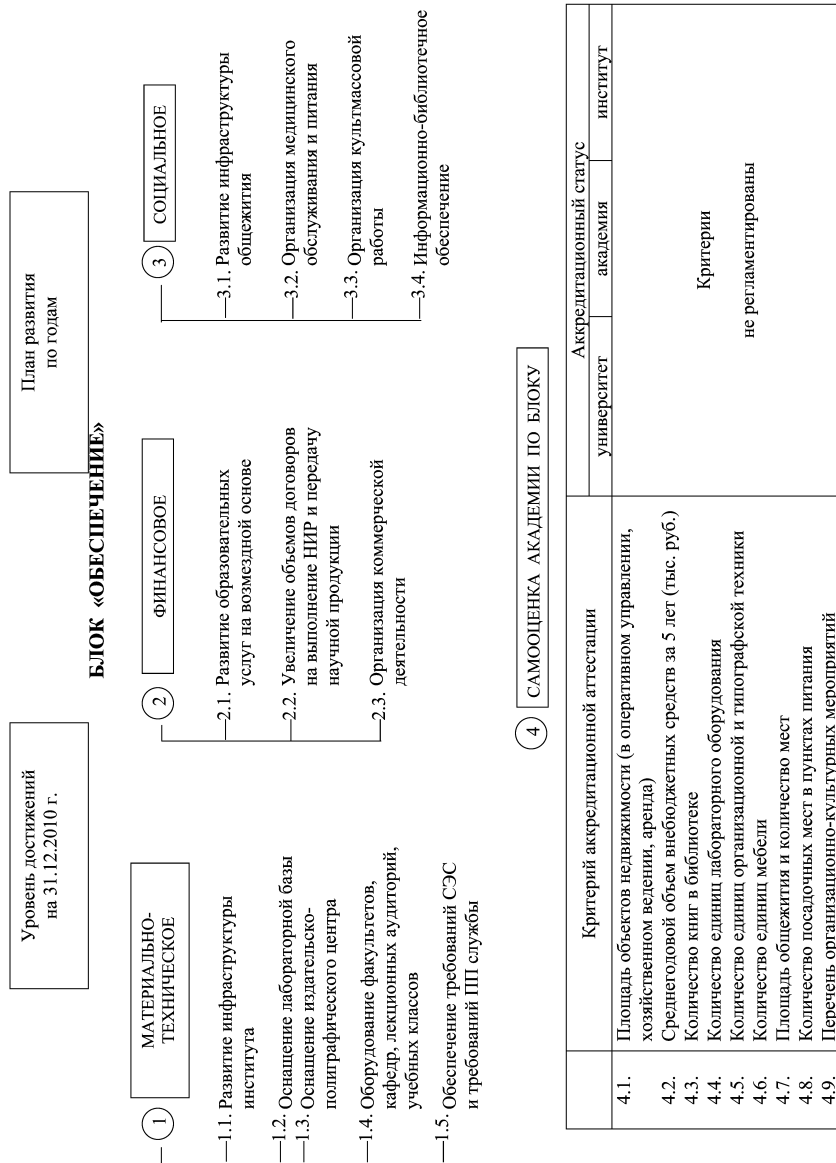 Уровень достижений
на 31.12.2010 г.
План развития
по годам
БЛОК «ОБЕСПЕЧЕНИЕ»
1
МАТЕРИАЛЬНО-
ТЕХНИЧЕСКОЕ
1.1. Развитие инфраструктуры
института
1.2. Оснащение лабораторной базы
1.3. Оснащение издательско-
полиграфического центра
1.4. Оборудование факультетов,
кафедр, лекционных аудиторий,
учебных классов
1.5. Обеспечение требований СЭС
и требований ПП службы
2
ФИНАНСОВОЕ
2.1. Развитие образовательных
услуг на возмездной основе
2.2. Увеличение объемов договоров
на выполнение НИР и передачу
научной продукции
2.3. Организация коммерческой
деятельности
3
СОЦИАЛЬНОЕ
3.1. Развитие инфраструктуры
общежития
3.2. Организация медицинского
обслуживания и питания
3.3. Организация культмассовой
работы
3.4. Информационно-библиотечное
обеспечение
4
САМООЦЕНКА АКАДЕМИИ ПО БЛОКУ
Критерий аккредитационной аттестации
Аккредитационный статус
университет
академия
институт
4.1. Площадь объектов недвижимости (в оперативном управлении,
хозяйственном ведении, аренда)
4.2. Среднегодовой объем внебюджетных средств за 5 лет (тыс. руб.)
4.3. Количество книг в библиотеке
4.4. Количество единиц лабораторного оборудования
4.5. Количество единиц организационной и типографской техники
4.6. Количество единиц мебели
4.7. Площадь общежития и количество мест
4.8. Количество посадочных мест в пунктах питания
4.9. Перечень организационно-культурных мероприятий
Критерии
не регламентированы